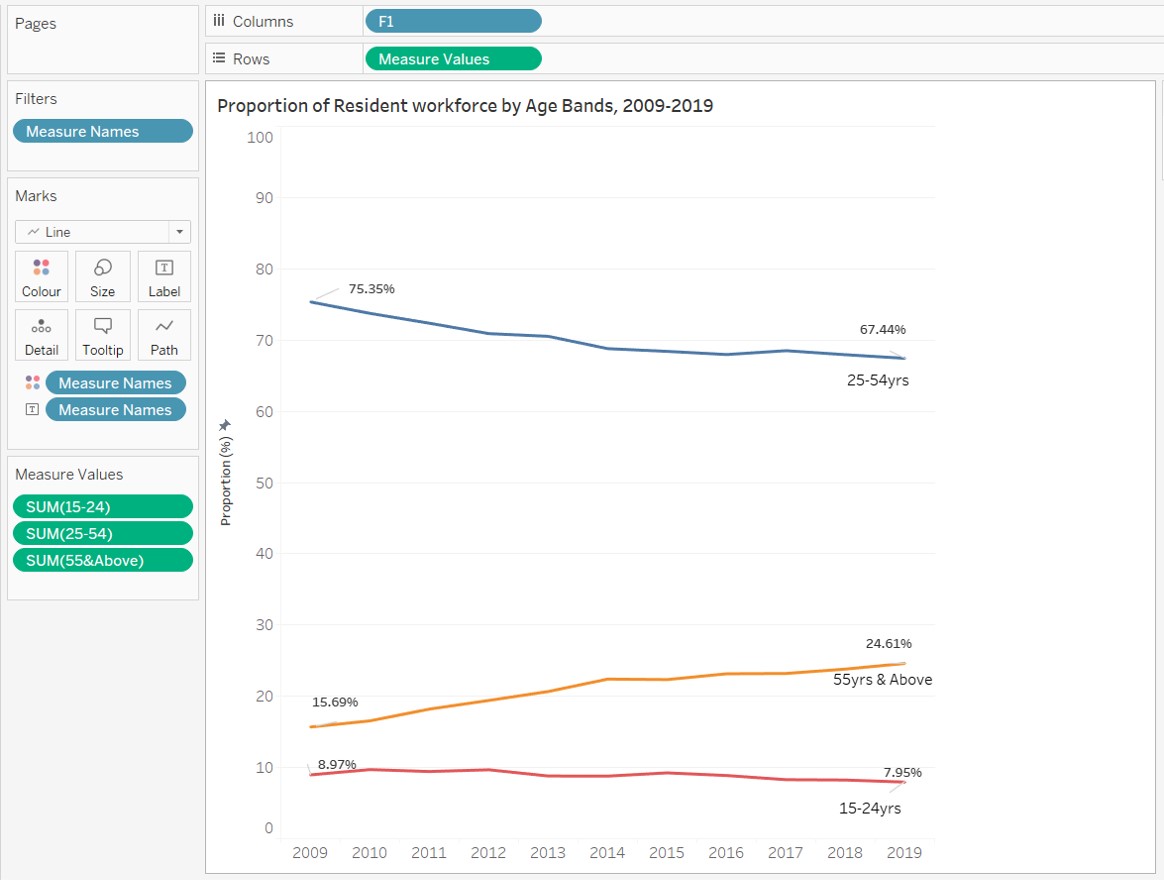 Pages
Columns
F1
Rows
Measure Values
Filters
Measure Names
Marks
Line
Colour
Size
Label
Detail
Tooltip
Path
Measure Names
Measure Names
Measure Values
SUM(15-24)
SUM(25-54)
SUM(55&Above)
Proportion of Resident workforce by Age Bands, 2009-2019
100
90
80
70
60
50
40
30
20
10
0
Proportion (%)
75.35%
67.44%
25-54yrs
24.61%
55yrs & Above
15.69%
8.97%
7.95%
15-24yrs
2009 2010 2011 2012 2013 2014 2015 2016 2017 2018 2019